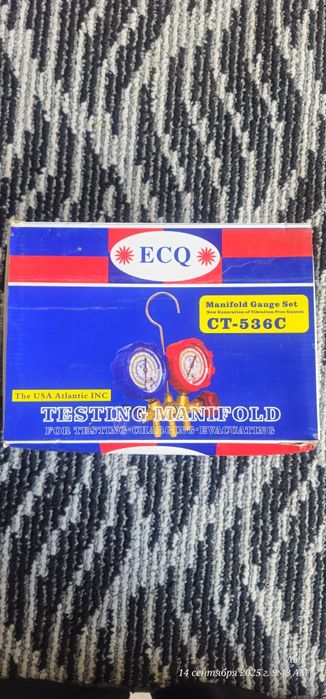 ECQ
Manifold Gauge Set
New Generation of Vibration Free Gauges
CT-536C
The USA Atlantic INC
TESTING MANIFOLD
FOR TESTING·CHARGING·EVACUATING
14 сентября 2025 г. 9:48 AM